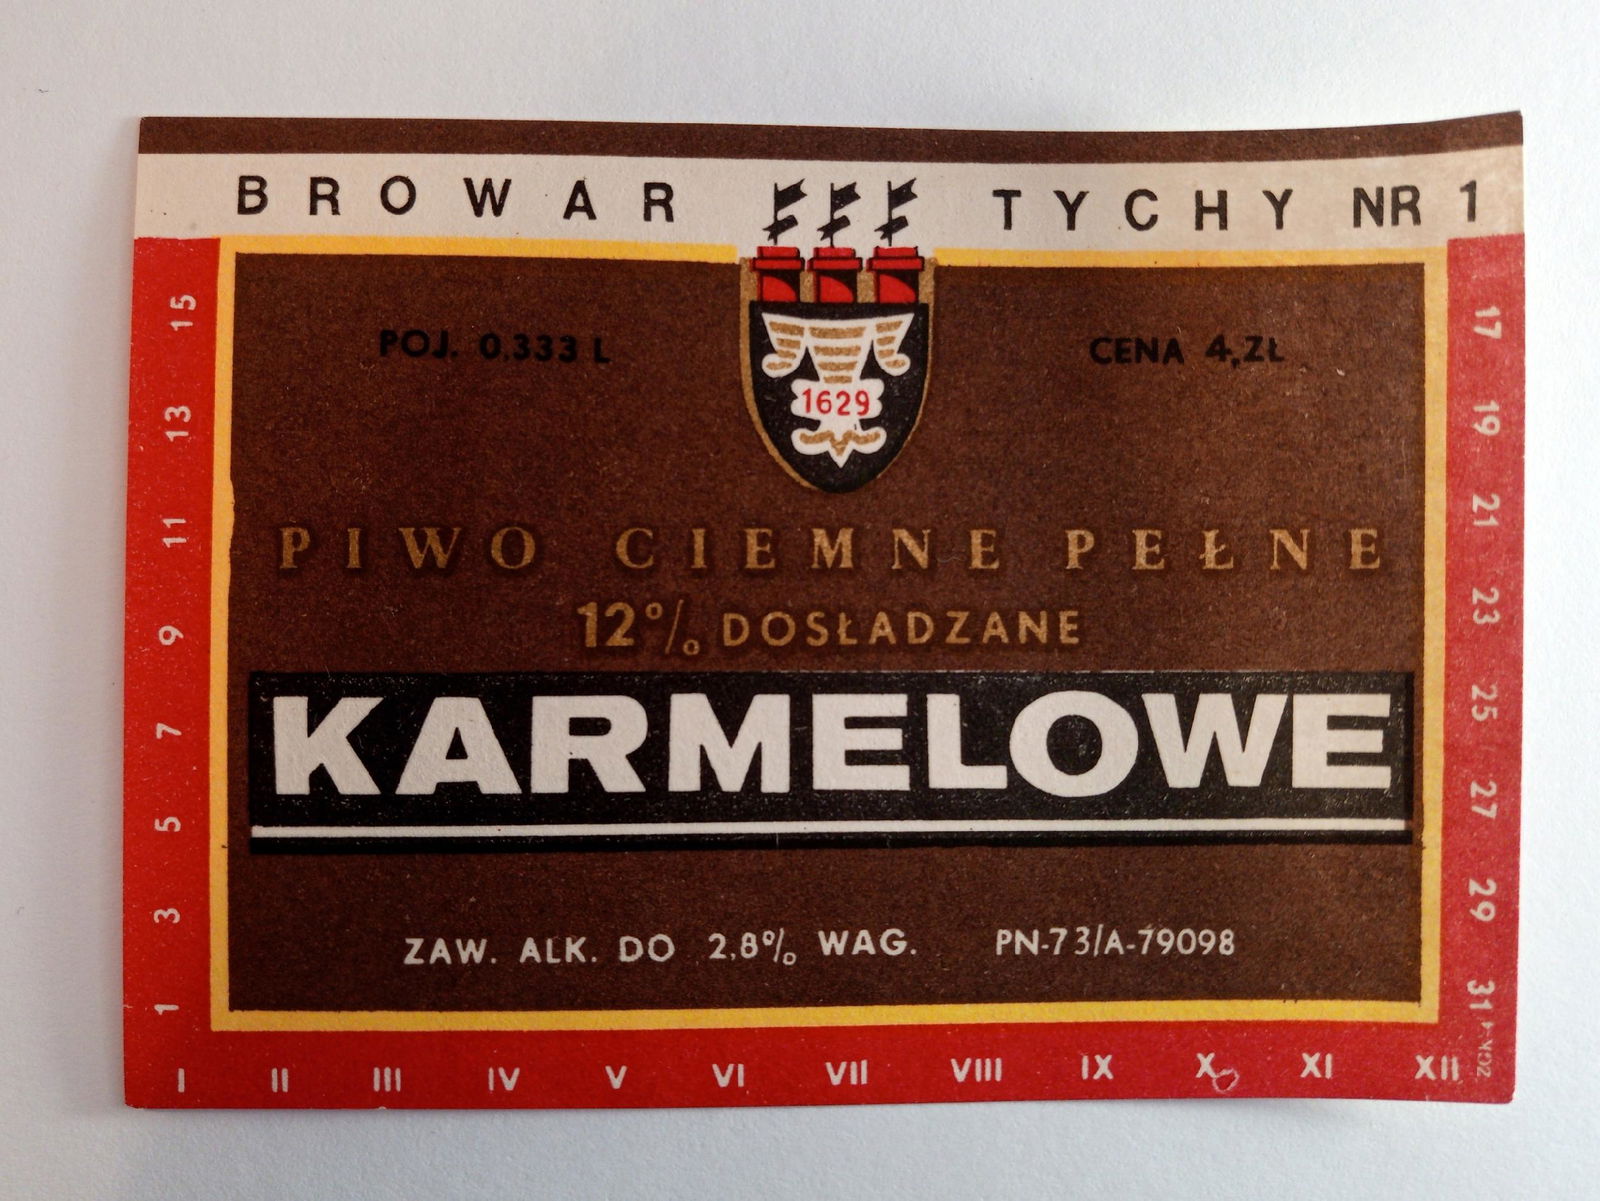 BROWAR TYCHY NR 1
POJ. 0.333 L
CENA 4,ZŁ
1629
PIWO CIEMNE PEŁNE
12% DOSŁADZANE
KARMELOWE
ZAW. ALK. DO 2,8% WAG. PN-73/A-79098
15
13
11
9
7
5
3
1
17
19
21
23
25
27
29
31
I II III IV V VI VII VIII IX X XI XII